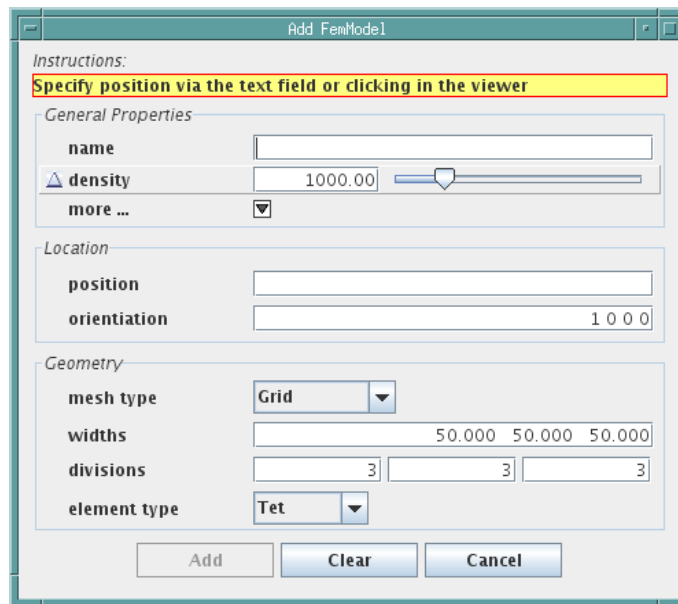 Add FemModel
Instructions:
Specify position via the text field or clicking in the viewer
General Properties
name
density 1000.00
more ...
Location
position
orientiation 1 0 0 0
Geometry
mesh type Grid
widths 50.000 50.000 50.000
divisions 3 3 3
element type Tet
Add Clear Cancel